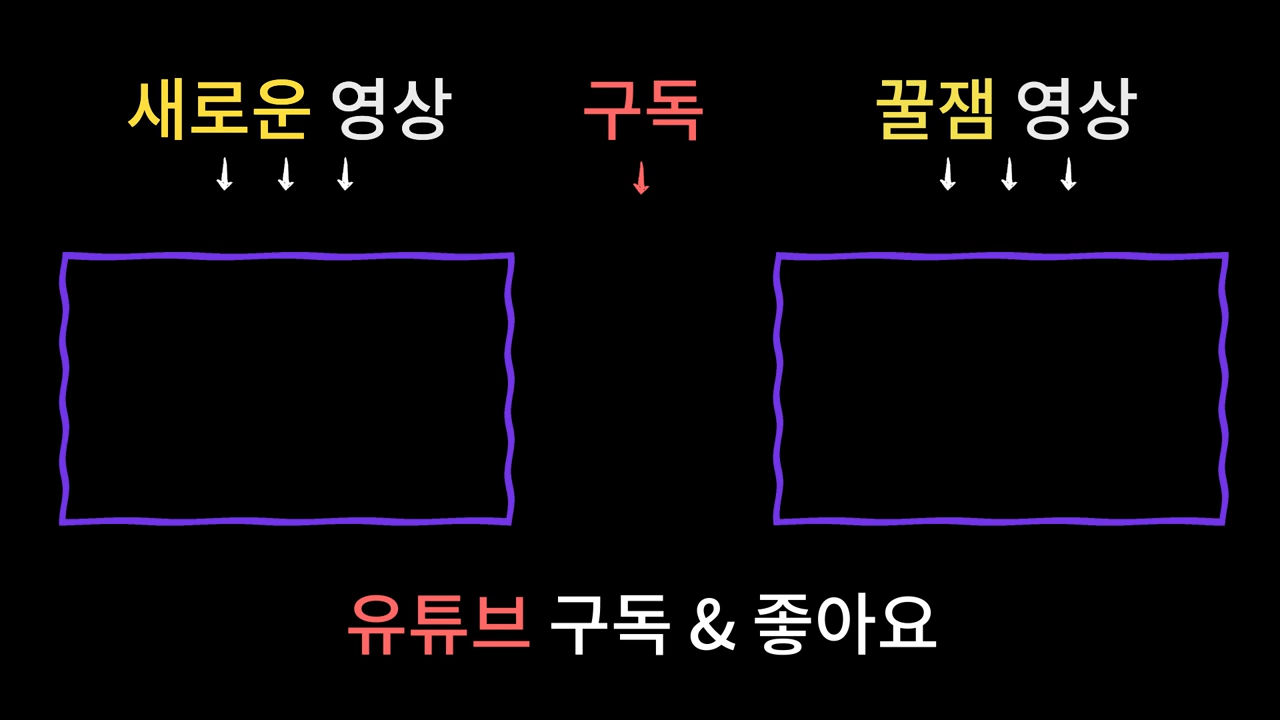 새로운 영상
구독
꿀잼 영상
유튜브 구독 & 좋아요